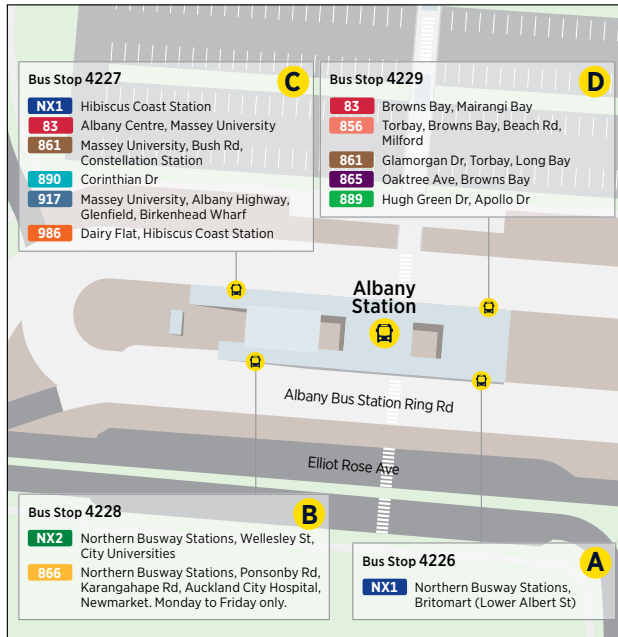 Bus Stop 4227
C
NX1 Hibiscus Coast Station
83 Albany Centre, Massey University
861 Massey University, Bush Rd,
Constellation Station
890 Corinthian Dr
917 Massey University, Albany Highway,
Glenfield, Birkenhead Wharf
986 Dairy Flat, Hibiscus Coast Station
Bus Stop 4229
D
83 Browns Bay, Mairangi Bay
856 Torbay, Browns Bay, Beach Rd,
Milford
861 Glamorgan Dr, Torbay, Long Bay
865 Oaktree Ave, Browns Bay
889 Hugh Green Dr, Apollo Dr
Albany
Station
Albany Bus Station Ring Rd
Elliot Rose Ave
Bus Stop 4228
B
NX2 Northern Busway Stations, Wellesley St,
City Universities
866 Northern Busway Stations, Ponsonby Rd,
Karangahape Rd, Auckland City Hospital,
Newmarket. Monday to Friday only.
Bus Stop 4226
A
NX1 Northern Busway Stations,
Britomart (Lower Albert St)